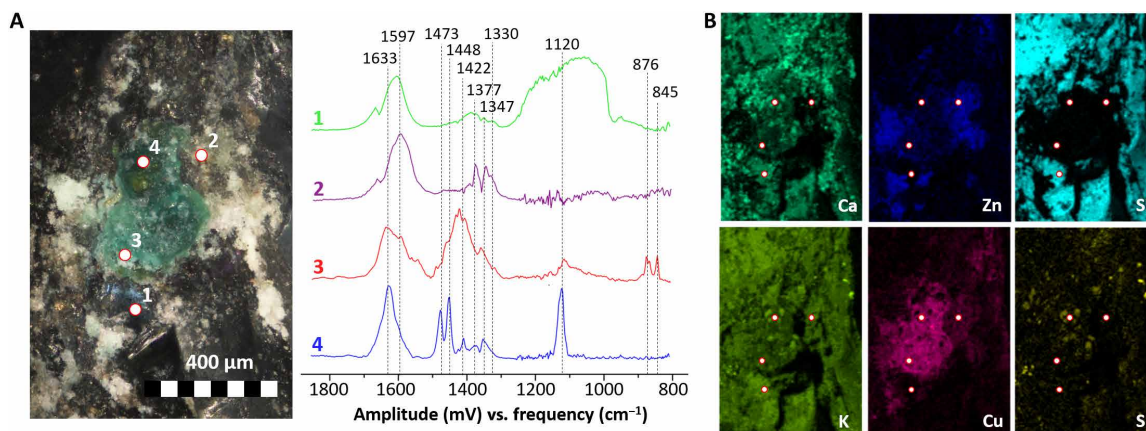 A
B
1633
1597
1473
1448
1422
1377
1347
1330
1120
876
845
1
2
3
4
4
2
3
1
400 µm
1800 1600 1400 1200 1000 800
Amplitude (mV) vs. frequency (cm⁻¹)
Ca
Zn
S
K
Cu
S